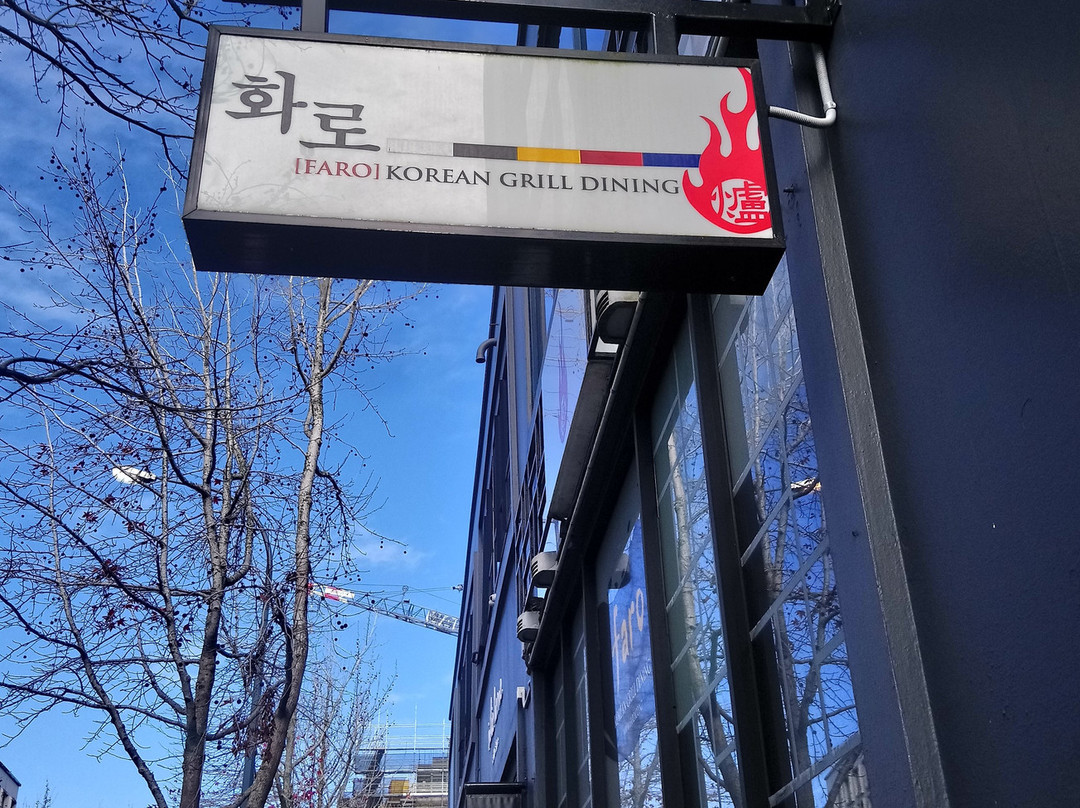 화로
[FARO] KOREAN GRILL DINING
爐
faro